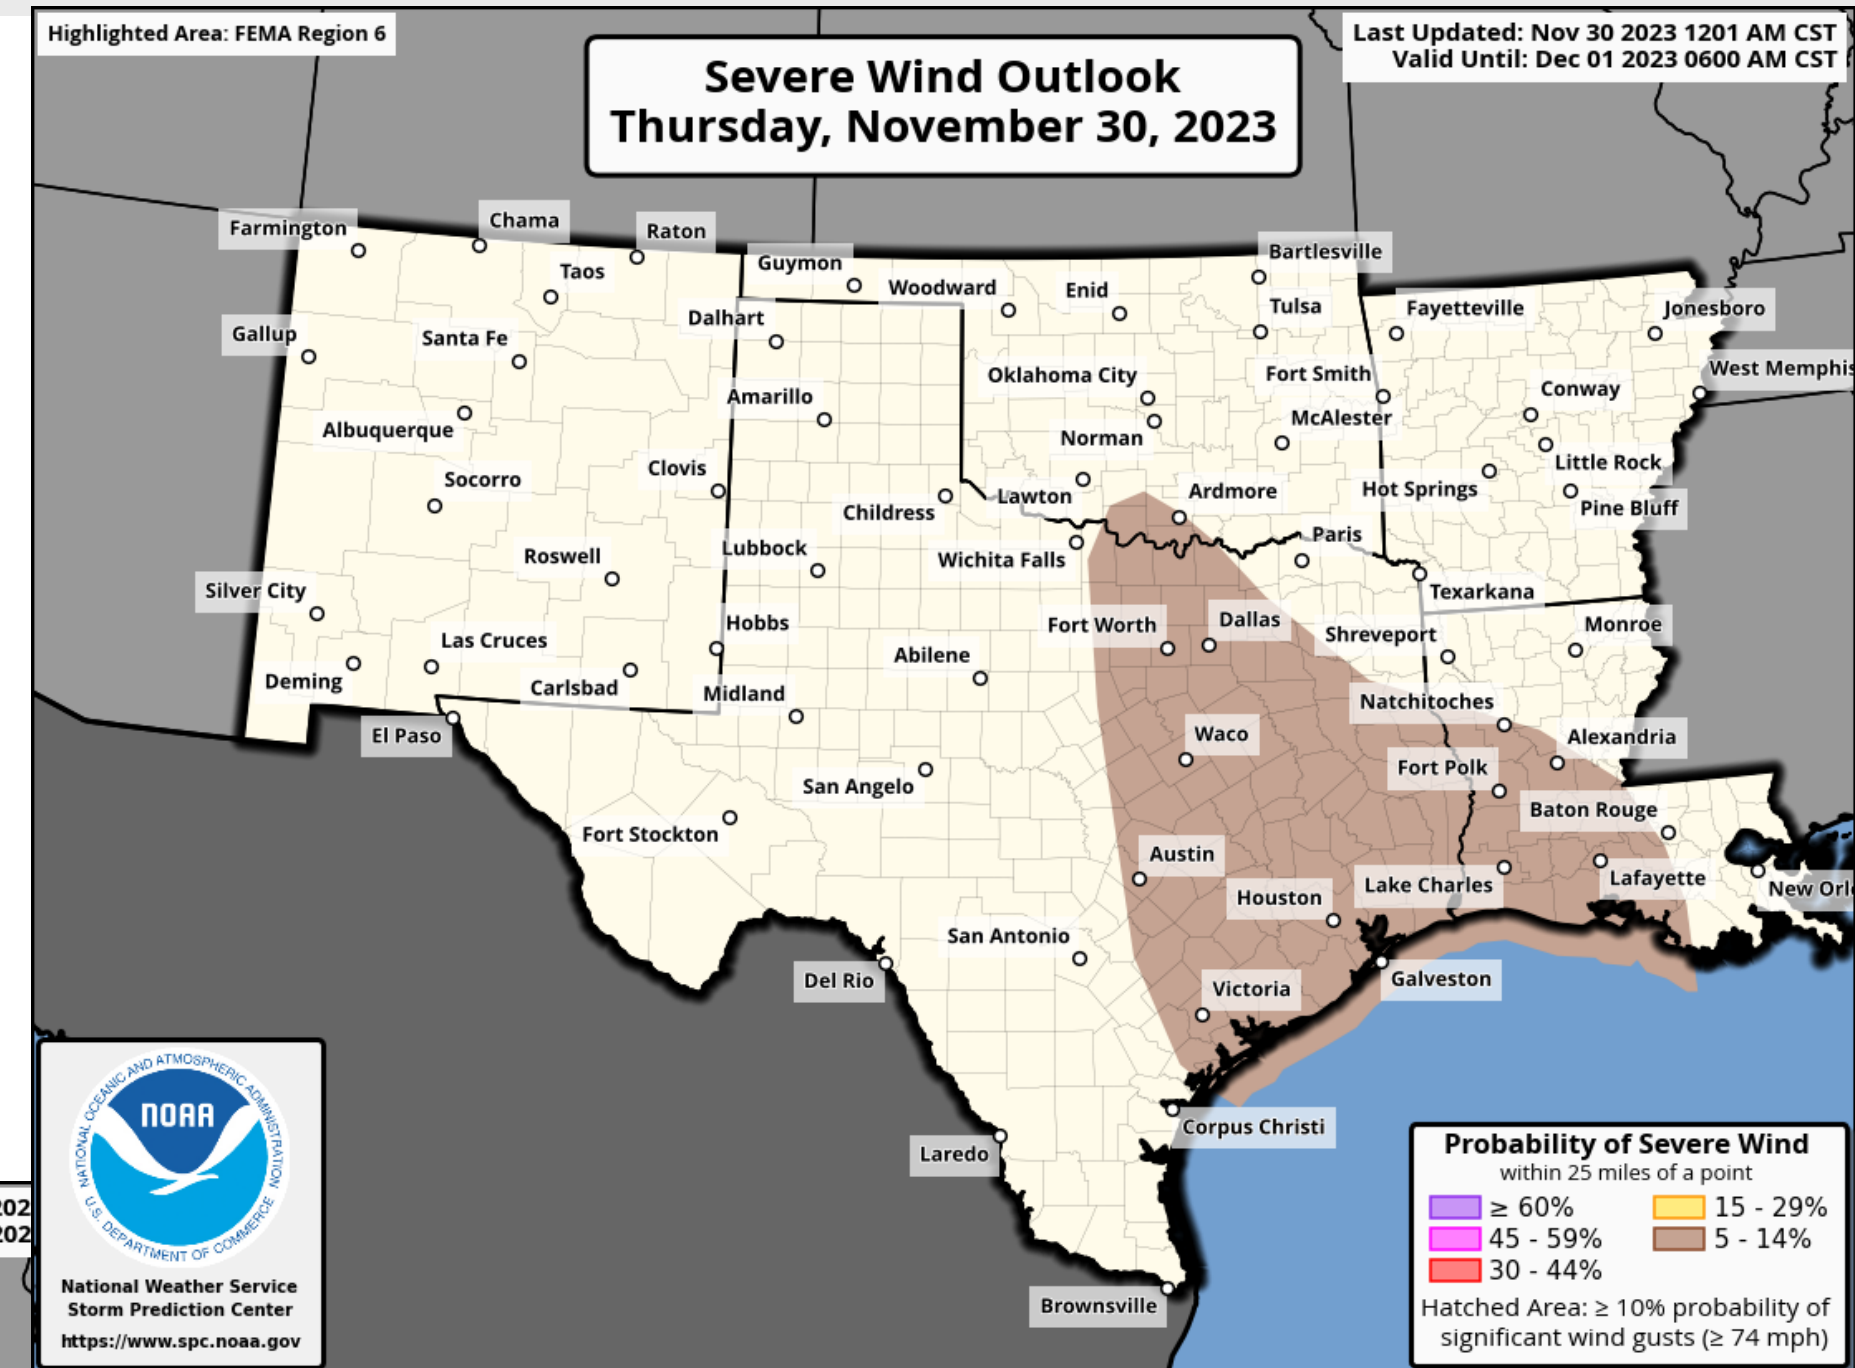 Highlighted Area: FEMA Region 6
Last Updated: Nov 30 2023 1201 AM CST
Valid Until: Dec 01 2023 0600 AM CST
Severe Wind Outlook
Thursday, November 30, 2023
Farmington
Chama
Raton
Taos
Guymon
Woodward
Enid
Bartlesville
Tulsa
Fayetteville
Jonesboro
Gallup
Santa Fe
Dalhart
Oklahoma City
Fort Smith
Conway
West Memphis
Albuquerque
Amarillo
Norman
McAlester
Little Rock
Socorro
Clovis
Childress
Lawton
Ardmore
Hot Springs
Pine Bluff
Roswell
Lubbock
Wichita Falls
Paris
Texarkana
Silver City
Las Cruces
Hobbs
Abilene
Fort Worth
Dallas
Shreveport
Monroe
Deming
Carlsbad
Midland
Natchitoches
El Paso
Waco
Alexandria
San Angelo
Fort Polk
Fort Stockton
Baton Rouge
Austin
Houston
Lake Charles
Lafayette
New Orl
San Antonio
Del Rio
Victoria
Galveston
Corpus Christi
Laredo
Brownsville
NATIONAL OCEANIC AND ATMOSPHERIC ADMINISTRATION
NOAA
U.S. DEPARTMENT OF COMMERCE
National Weather Service
Storm Prediction Center
https://www.spc.noaa.gov
202
202
Probability of Severe Wind
within 25 miles of a point
≥ 60%
15 - 29%
45 - 59%
5 - 14%
30 - 44%
Hatched Area: ≥ 10% probability of
significant wind gusts (≥ 74 mph)